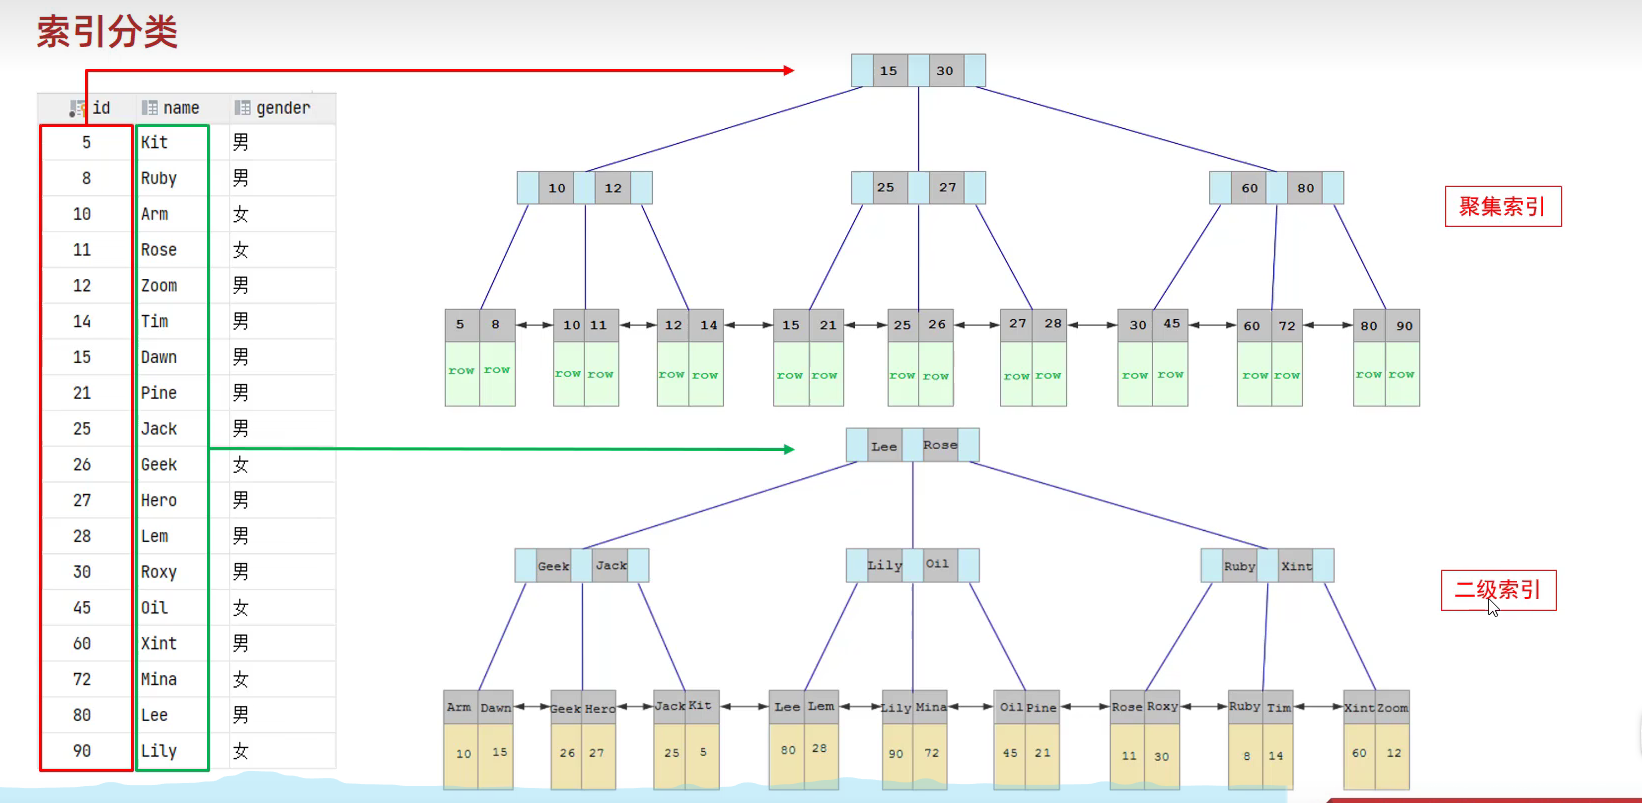 索引分类
id name gender
5 Kit 男
8 Ruby 男
10 Arm 女
11 Rose 女
12 Zoom 男
14 Tim 男
15 Dawn 男
21 Pine 男
25 Jack 男
26 Geek 女
27 Hero 男
28 Lem 男
30 Roxy 男
45 Oil 女
60 Xint 男
72 Mina 女
80 Lee 男
90 Lily 女
15 30
10 12 25 27 60 80
聚集索引
5 8 10 11 12 14 15 21 25 26 27 28 30 45 60 72 80 90
row row row row row row row row row row row row row row row row row row
Lee Rose
Geek Jack Lily Oil Ruby Xint
二级索引
Arm Dawn Geek Hero Jack Kit Lee Lem Lily Mina Oil Pine Rose Roxy Ruby Tim Xint Zoom
10 15 26 27 25 5 80 28 90 72 45 21 11 30 8 14 60 12